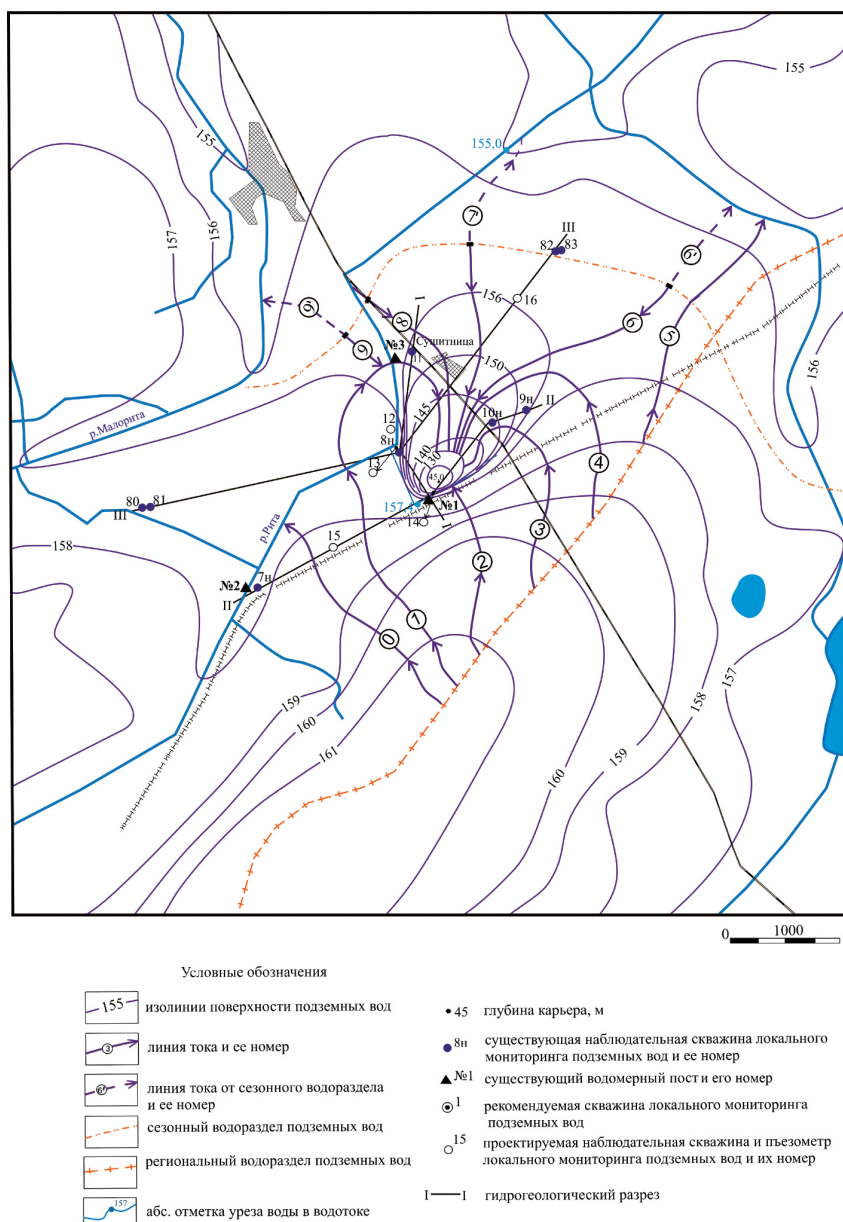 155
155
155,0
157
156
7'
III
82
83
6'
156
16
6
9'
9
8
I
Сушитница
№3
11
150
5
156
р.Малорита
12
8н
145
9н
II
10н
140
130
13
4
80
81
III
45,0
157
№1
14
I
3
р.Рита
158
15
2
№2
7н
II
0
1
159
160
161
157
158
159
160
0 1000
Условные обозначения
155 изолинии поверхности подземных вод
3 линия тока и ее номер
6' линия тока от сезонного водораздела
и ее номер
сезонный водораздел подземных вод
региональный водораздел подземных вод
157 абс. отметка уреза воды в водотоке
45 глубина карьера, м
8н существующая наблюдательная скважина локального
мониторинга подземных вод и ее номер
№1 существующий водомерный пост и его номер
1 рекомендуемая скважина локального мониторинга
подземных вод
15 проектируемая наблюдательная скважина и пъезометр
локального мониторинга подземных вод и их номер
I—I гидрогеологический разрез